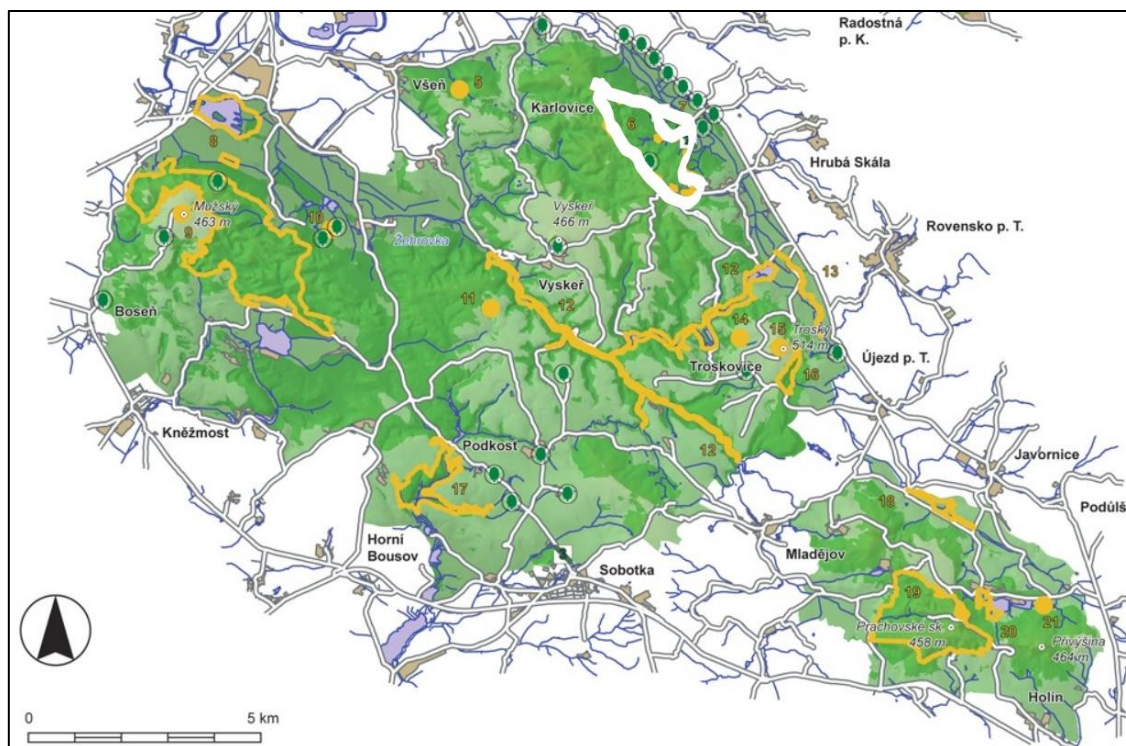 Radostná
p. K.
Všeň
5
Karlovice
6
7
8
Hrubá Skála
Mužský
463 m
9
10
Vyskeř
466 m
Žehrovka
Rovensko p. T.
Vyskeř
11
12
12
13
14
15
Trosky
514 m
Boseň
Troskovice
16
Újezd p. T.
Kněžmost
Podkost
12
17
Javornice
18
Podůlš
Horní
Bousov
Sobotka
Mladějov
19
20
21
Prachovské sk.
458 m
Přivýšina
464 m
Holín
0
5 km